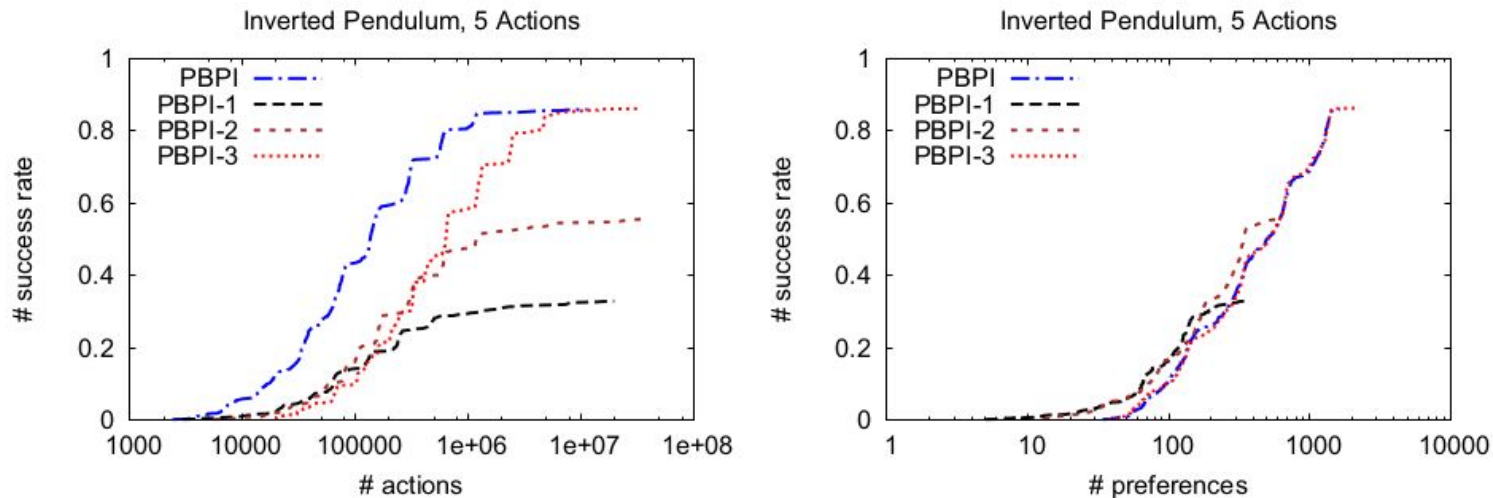 Inverted Pendulum, 5 Actions
1
0.8
0.6
0.4
0.2
0
# success rate
PBPI
PBPI-1
PBPI-2
PBPI-3
1000
10000
100000
1e+06
1e+07
1e+08
# actions
Inverted Pendulum, 5 Actions
1
0.8
0.6
0.4
0.2
0
# success rate
PBPI
PBPI-1
PBPI-2
PBPI-3
1
10
100
1000
10000
# preferences